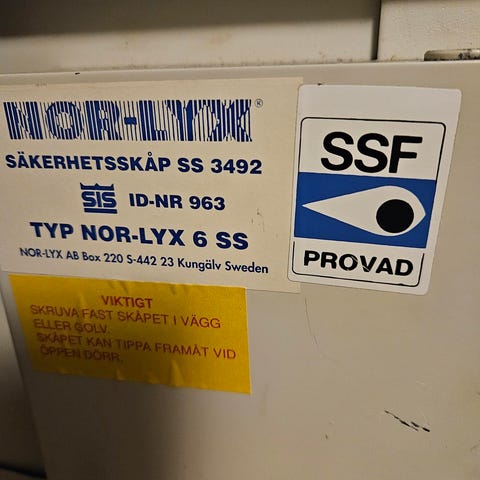 NOR-LYX®
SÄKERHETSSKÅP SS 3492
SIS ID-NR 963
TYP NOR-LYX 6 SS
NOR-LYX AB Box 220 S-442 23 Kungälv Sweden
SSF
PROVAD
VIKTIGT
SKRUVA FAST SKÅPET I VÄGG
ELLER GOLV.
SKÅPET KAN TIPPA FRAMÅT VID
ÖPPEN DÖRR.